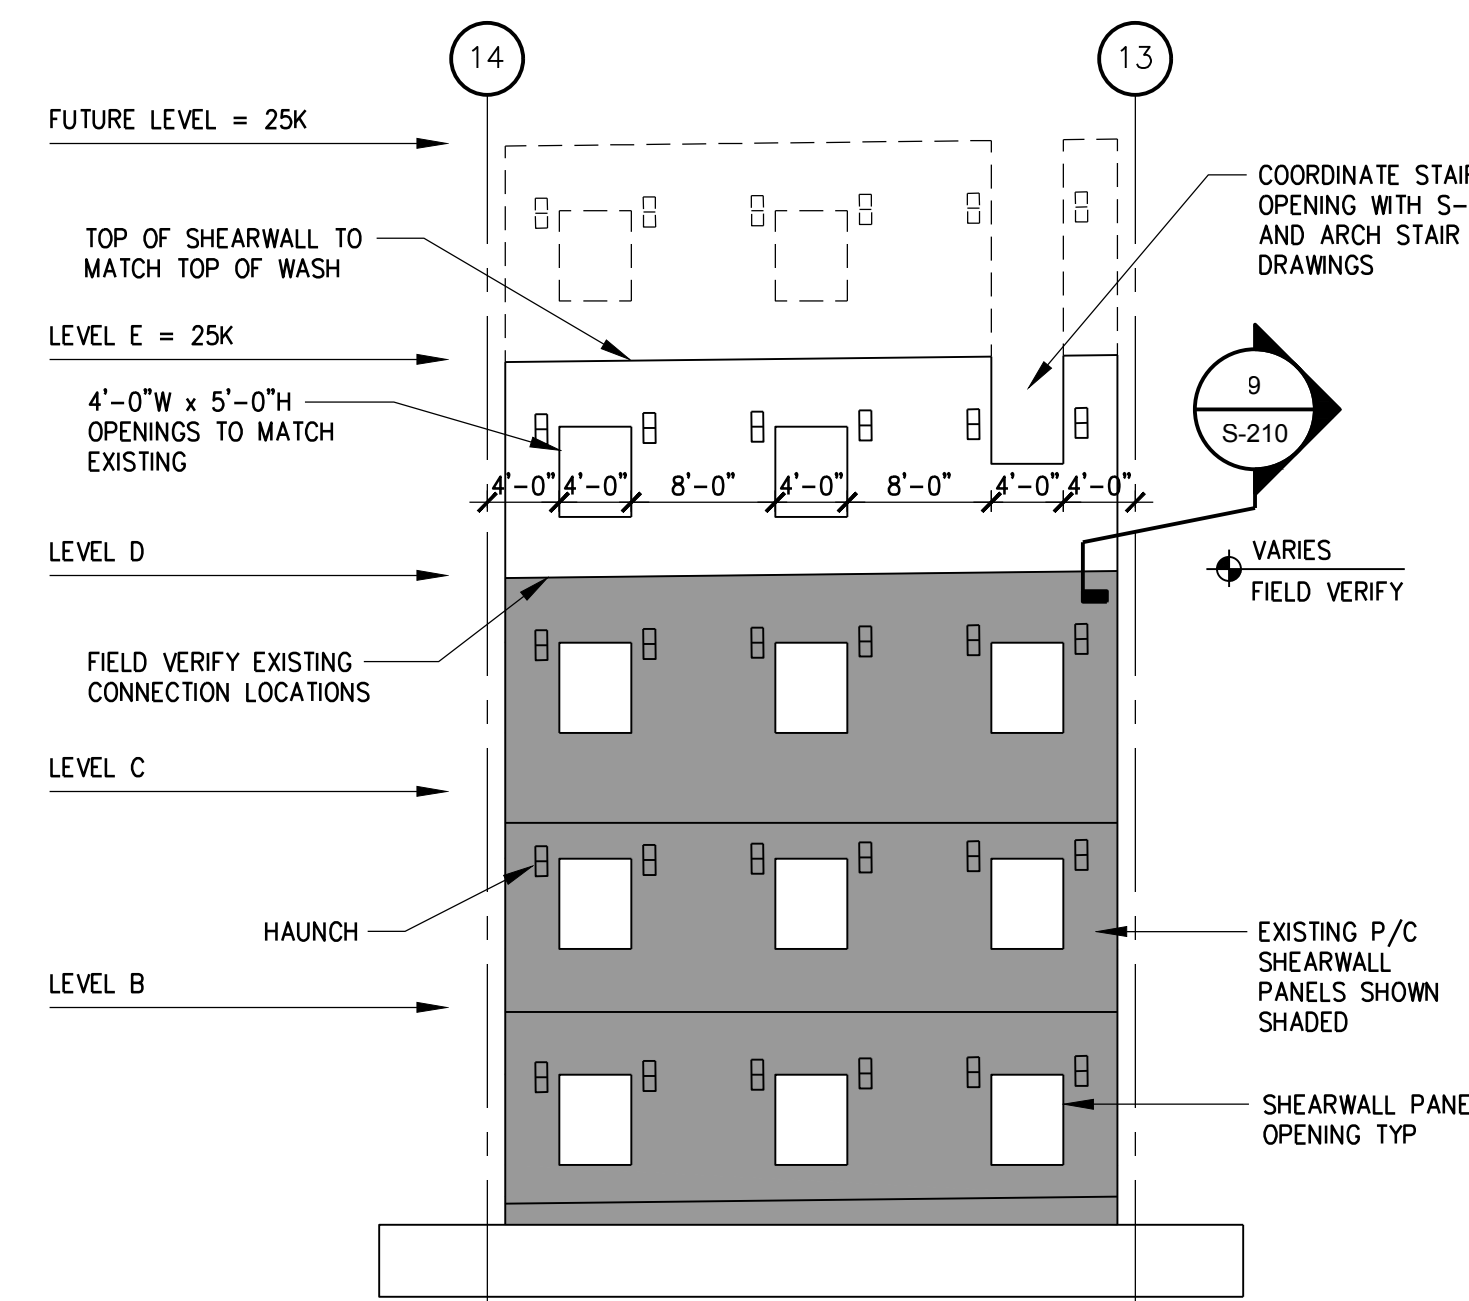 14
13
FUTURE LEVEL = 25K
COORDINATE STAIR
OPENING WITH S-
AND ARCH STAIR
DRAWINGS
TOP OF SHEARWALL TO
MATCH TOP OF WASH
LEVEL E = 25K
4'-0"W x 5'-0"H
OPENINGS TO MATCH
EXISTING
9
S-210
4'-0" 4'-0" 8'-0" 4'-0" 8'-0" 4'-0" 4'-0"
LEVEL D
VARIES
FIELD VERIFY
FIELD VERIFY EXISTING
CONNECTION LOCATIONS
LEVEL C
HAUNCH
EXISTING P/C
SHEARWALL
PANELS SHOWN
SHADED
LEVEL B
SHEARWALL PANE
OPENING TYP